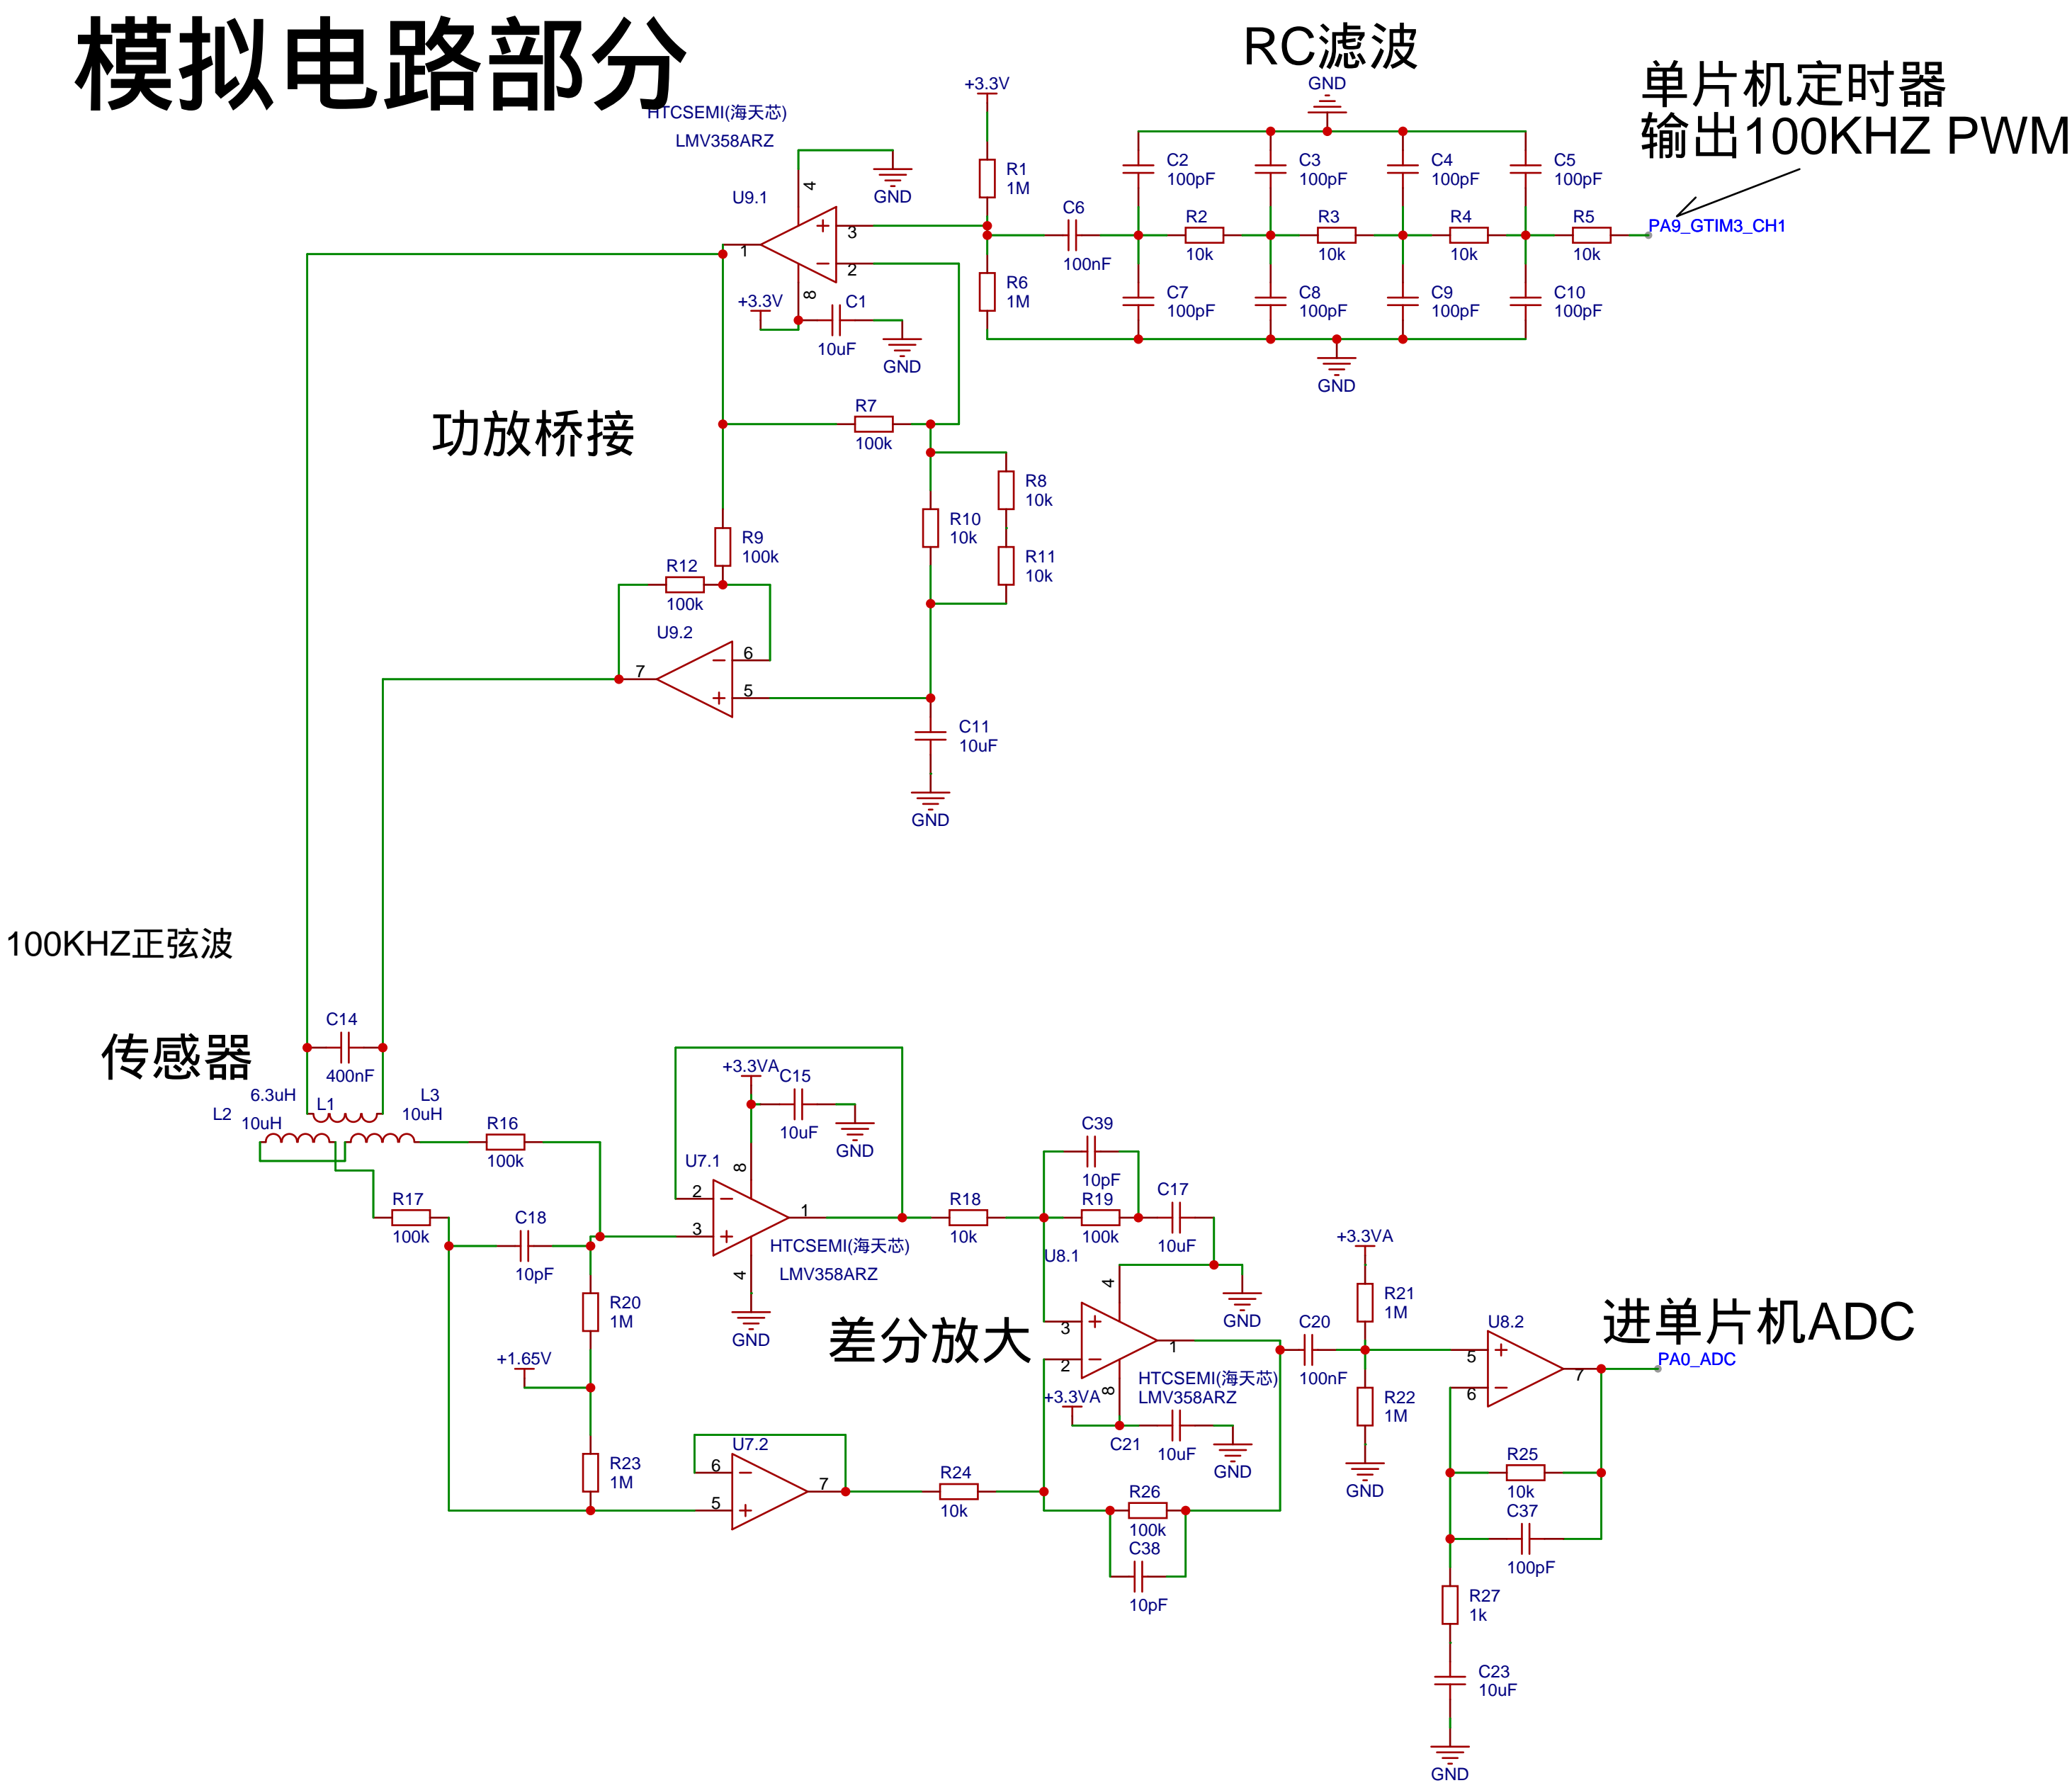 模拟电路部分
HTCSEMI(海天芯)
LMV358ARZ
U9.1
4
GND
+
3
1
−
2
+3.3V
8
C1
10uF
GND
+3.3V
R1
1M
R6
1M
C6
100nF
RC滤波
GND
C2
100pF
C3
100pF
C4
100pF
C5
100pF
R2
10k
R3
10k
R4
10k
R5
10k
C7
100pF
C8
100pF
C9
100pF
C10
100pF
GND
单片机定时器
输出100KHZ PWM
PA9_GTIM3_CH1
功放桥接
R7
100k
R8
10k
R10
10k
R11
10k
R9
100k
R12
100k
U9.2
7
−
6
+
5
C11
10uF
GND
100KHZ正弦波
传感器
C14
400nF
6.3uH
L1
L2
10uH
L3
10uH
R16
100k
R17
100k
C18
10pF
R20
1M
+1.65V
R23
1M
+3.3VA
C15
10uF
GND
U7.1
8
2
−
1
3
+
4
GND
HTCSEMI(海天芯)
LMV358ARZ
U7.2
6
−
7
5
+
R18
10k
R24
10k
差分放大
C39
10pF
R19
100k
C17
10uF
GND
U8.1
4
3
+
1
2
−
8
HTCSEMI(海天芯)
LMV358ARZ
+3.3VA
C21
10uF
GND
R26
100k
C38
10pF
C20
100nF
+3.3VA
R21
1M
R22
1M
GND
U8.2
5
+
7
6
−
进单片机ADC
PA0_ADC
R25
10k
C37
100pF
R27
1k
C23
10uF
GND